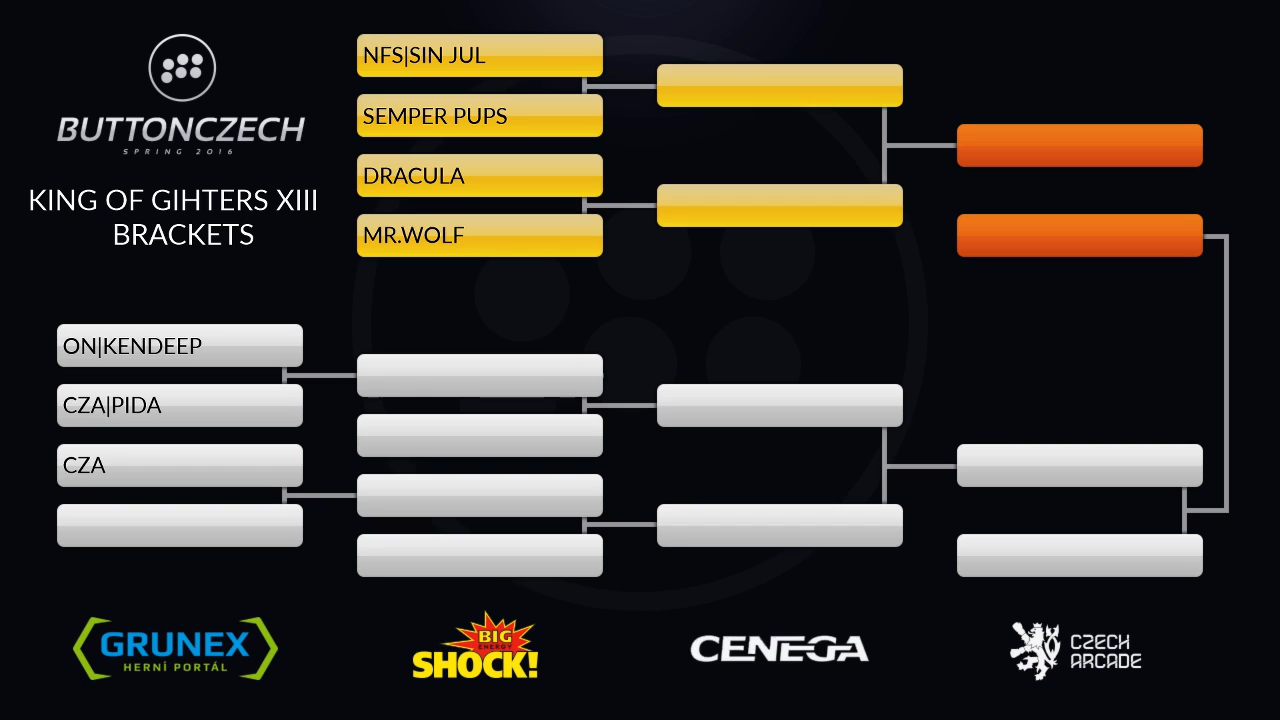 BUTTONCZECH
SPRING 2016
KING OF GIHTERS XIII
BRACKETS
NFS|SIN JUL
SEMPER PUPS
DRACULA
MR.WOLF
ON|KENDEEP
CZA|PIDA
CZA
GRUNEX
HERNÍ PORTÁL
BIG
ENERGY
SHOCK!
CENEGA
CZECH
ARCADE